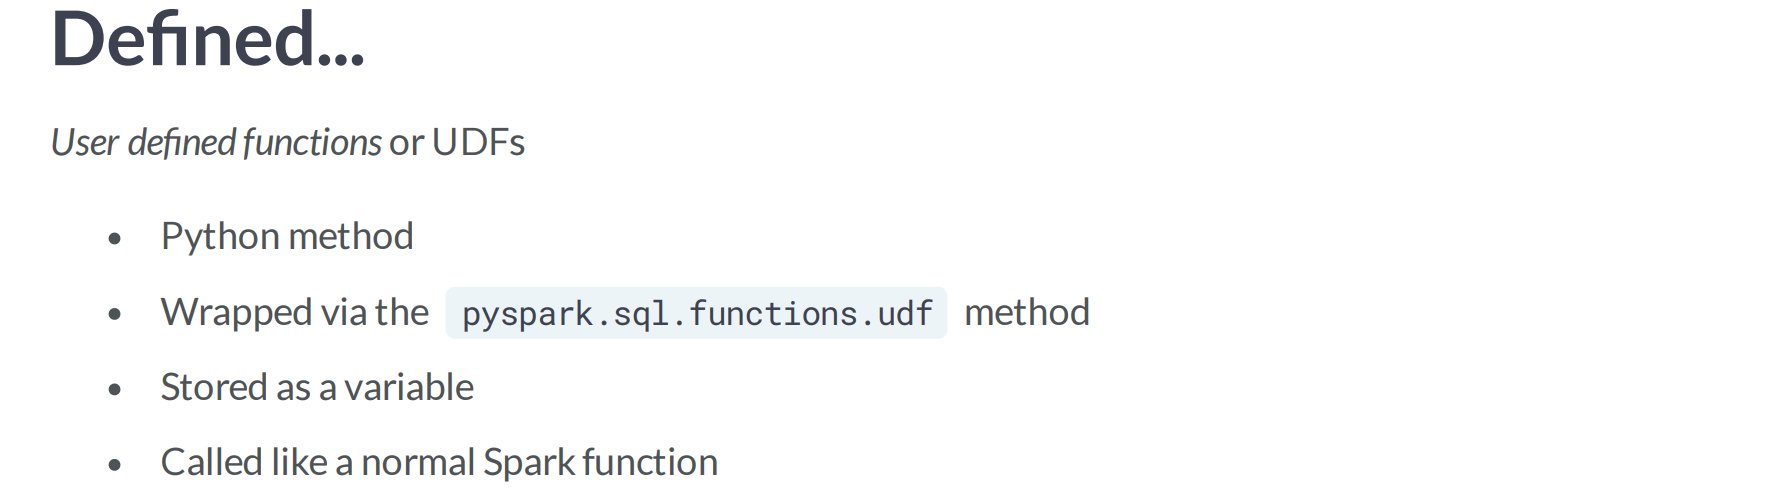 Defined...
User defined functions or UDFs
• Python method
• Wrapped via the pyspark.sql.functions.udf method
• Stored as a variable
• Called like a normal Spark function